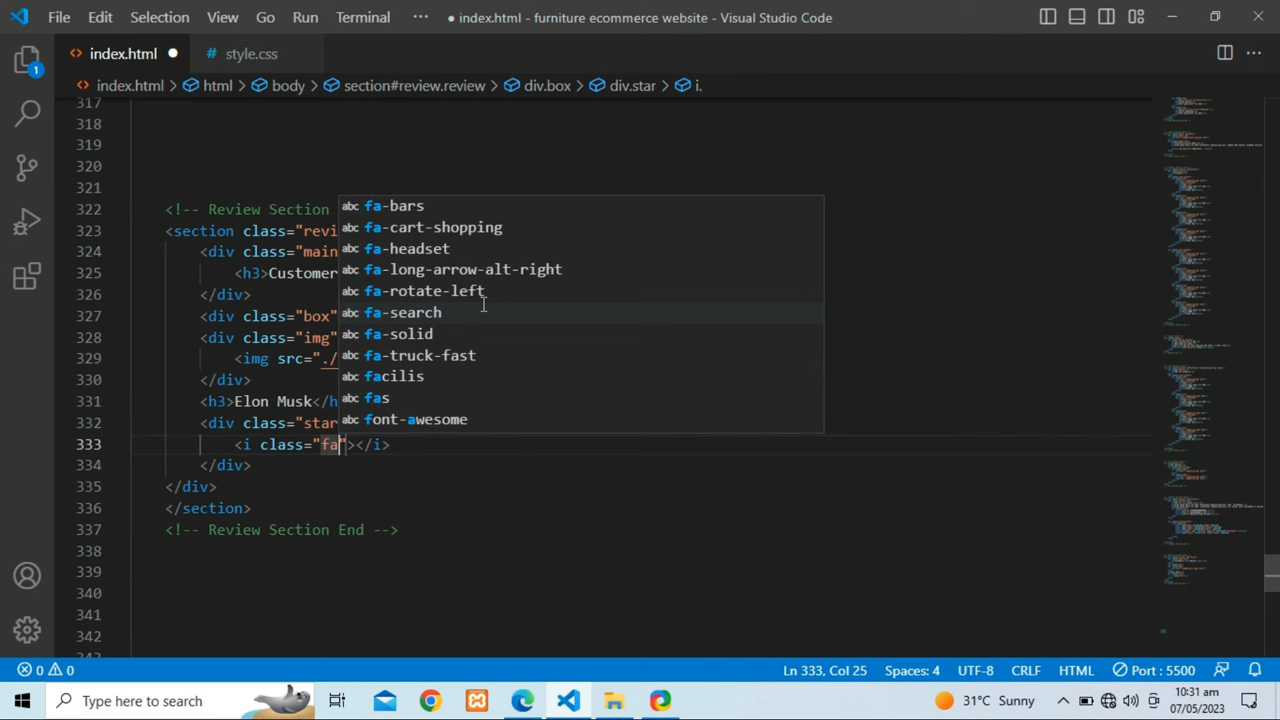 File Edit Selection View Go Run Terminal ··· ● index.html - furniture ecommerce website - Visual Studio Code
<> index.html ● # style.css
1
<> index.html > html > body > section#review.review > div.box > div.star > i.
317
318
319
320
321
322 <!-- Review Section
323 <section class="revi
324 <div class="main
325 <h3>Customer
326 </div>
327 <div class="box"
328 <div class="img"
329 <img src="./
330 </div>
331 <h3>Elon Musk</h
332 <div class="star
333 <i class="fa"></i>
334 </div>
335 </div>
336 </section>
337 <!-- Review Section End -->
338
339
340
341
342
abc fa-bars
abc fa-cart-shopping
abc fa-headset
abc fa-long-arrow-alt-right
abc fa-rotate-left
abc fa-search
abc fa-solid
abc fa-truck-fast
abc facilis
abc fas
abc font-awesome
0 0 Ln 333, Col 25 Spaces: 4 UTF-8 CRLF HTML Port : 5500
Type here to search 31°C Sunny 10:31 am
07/05/2023